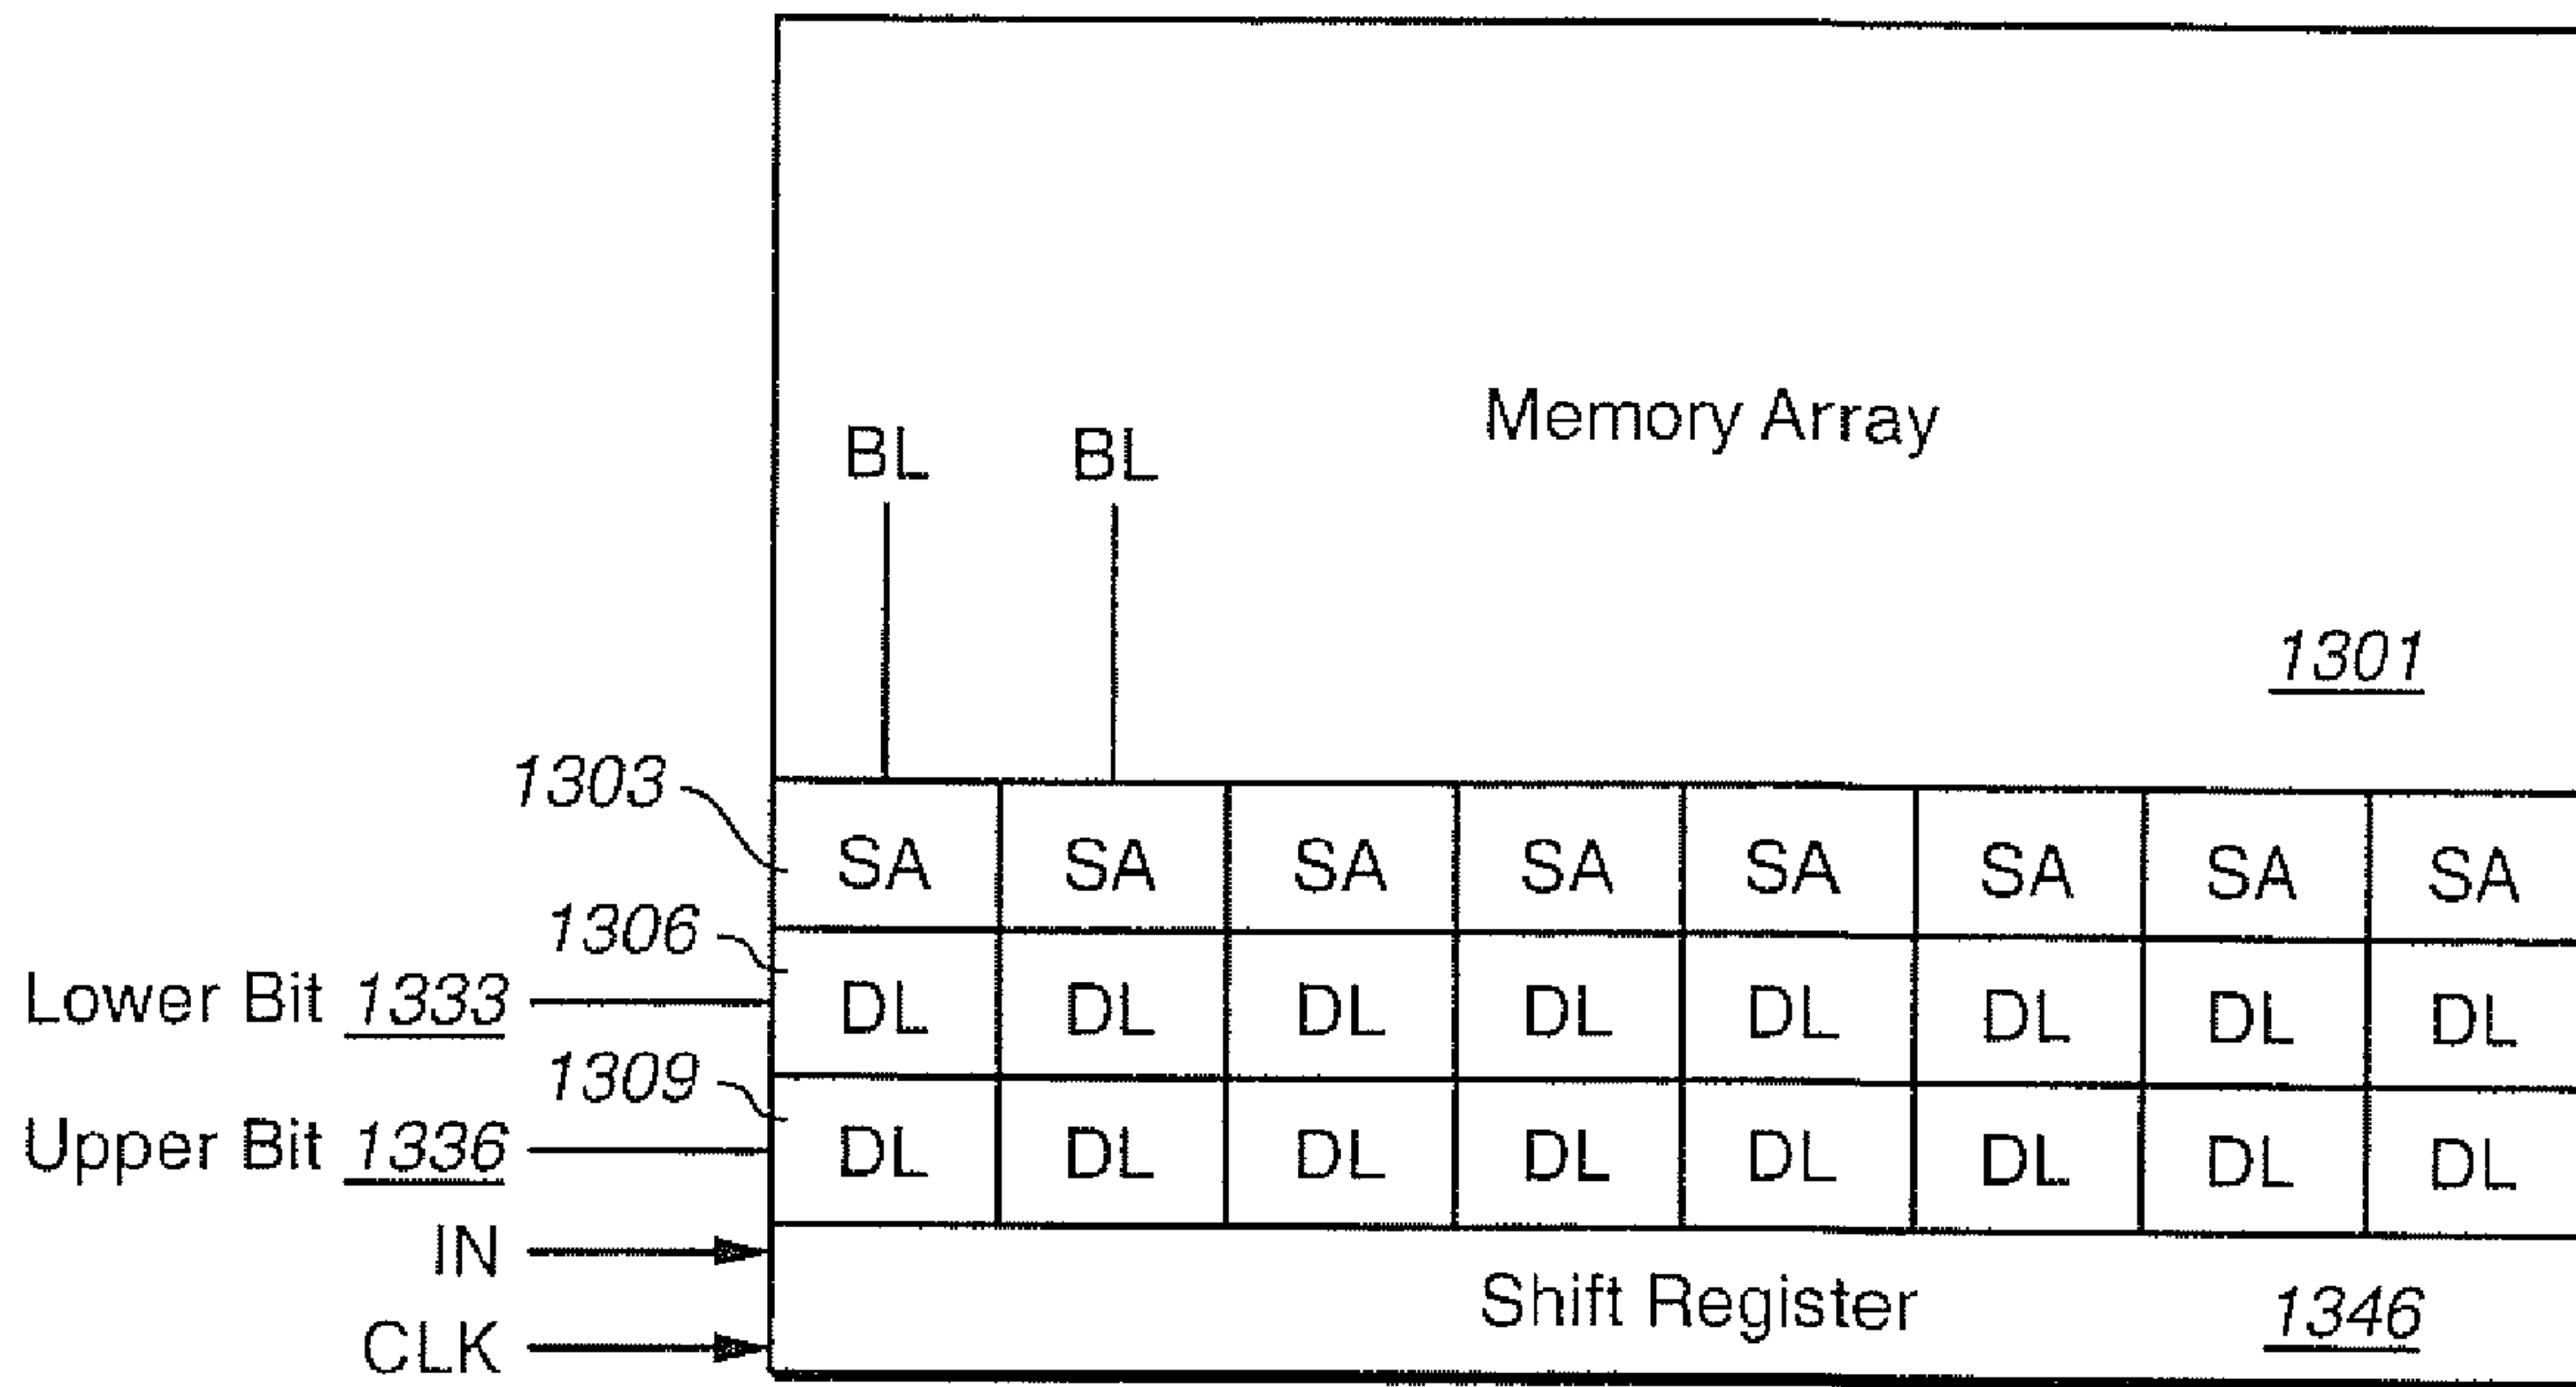 Memory Array
BL BL
1301
1303
SA SA SA SA SA SA SA SA
1306
Lower Bit 1333
DL DL DL DL DL DL DL DL
1309
Upper Bit 1336
DL DL DL DL DL DL DL DL
IN
Shift Register 1346
CLK